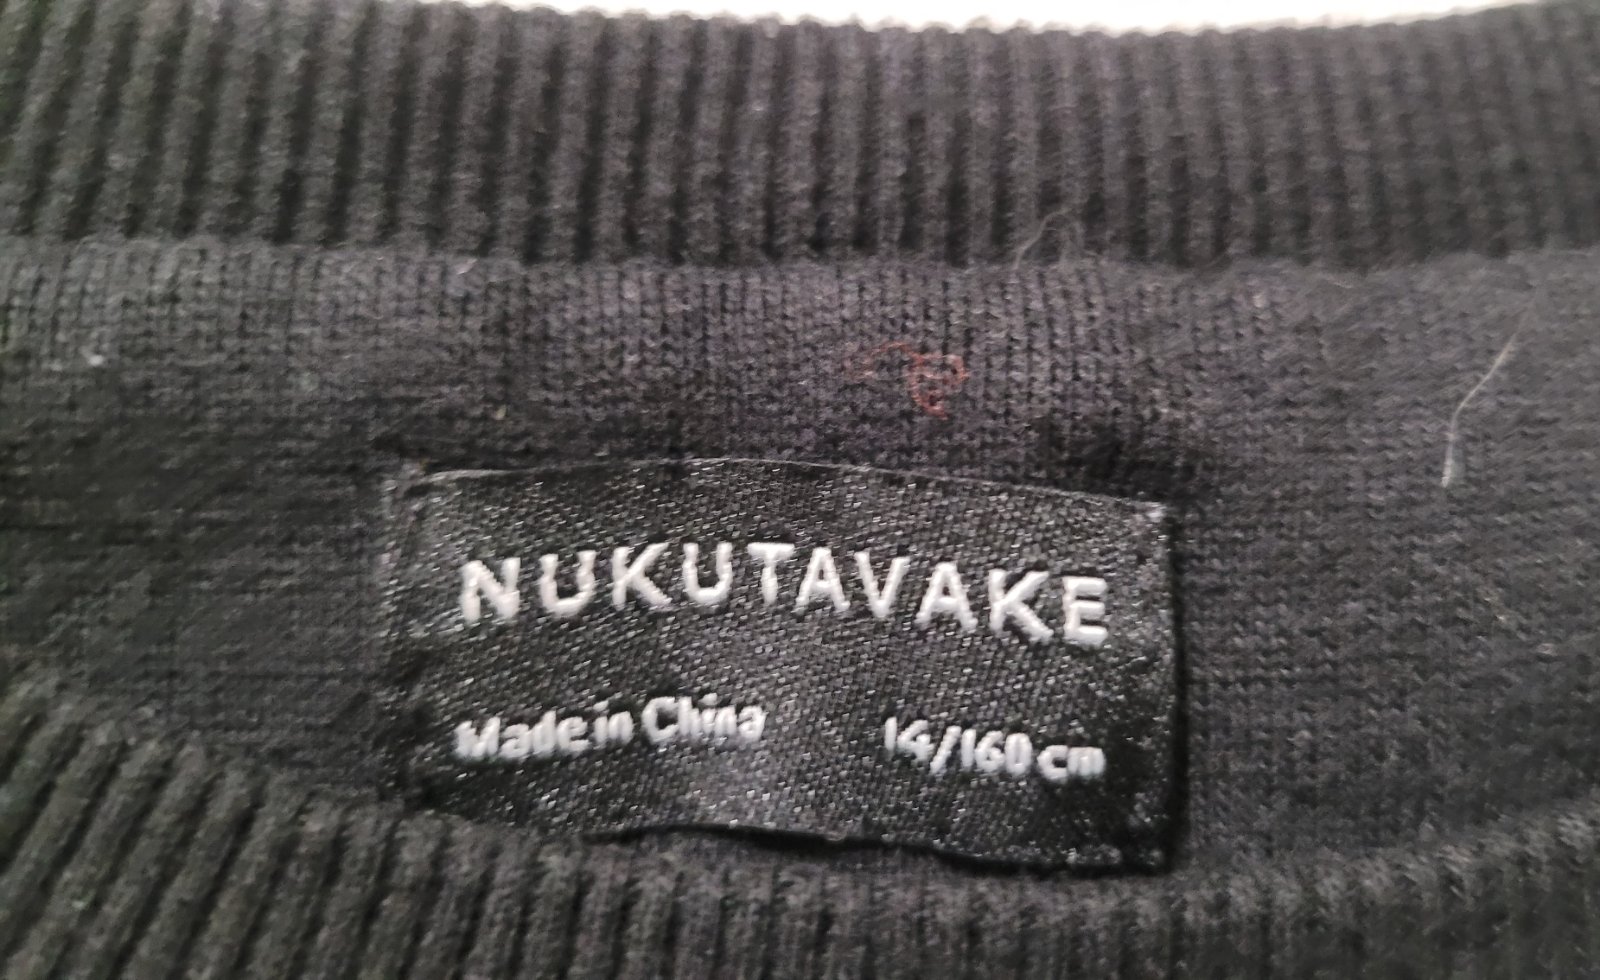 NUKUTAVAKE
Made in China 14/160 cm